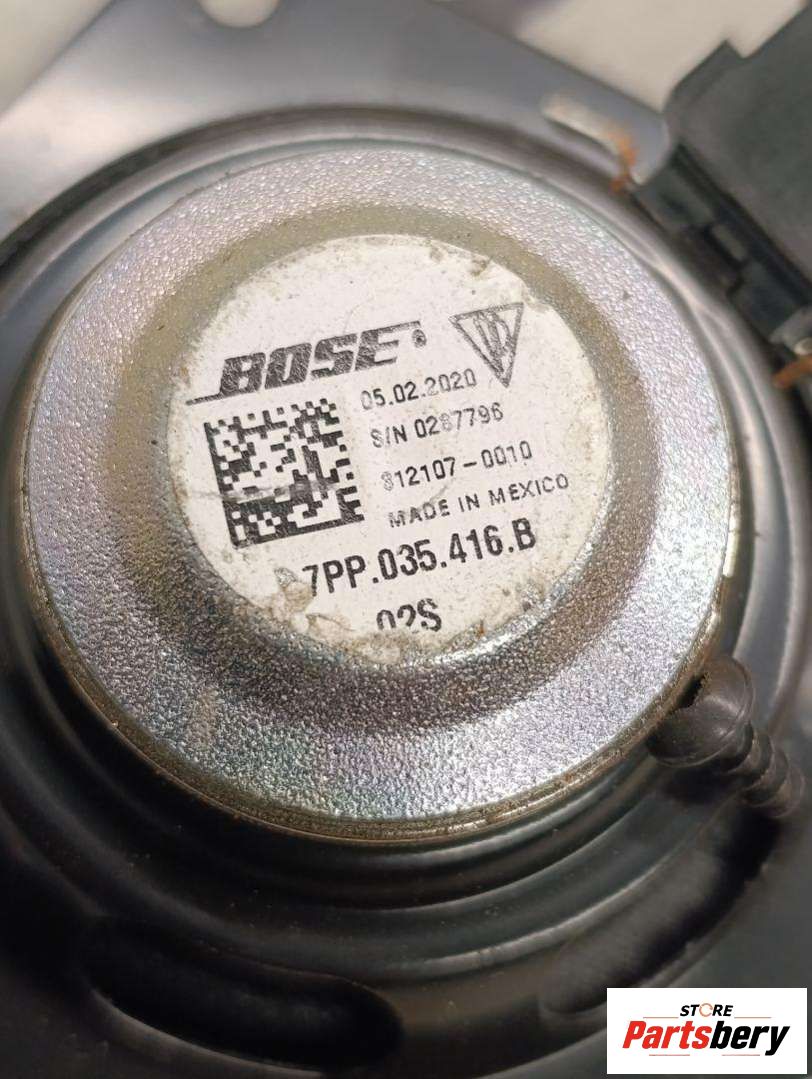 BOSE®
05.02.2020
S/N 0287796
312107-0010
MADE IN MEXICO
7PP.035.416.B
02S
STORE
Partsbery